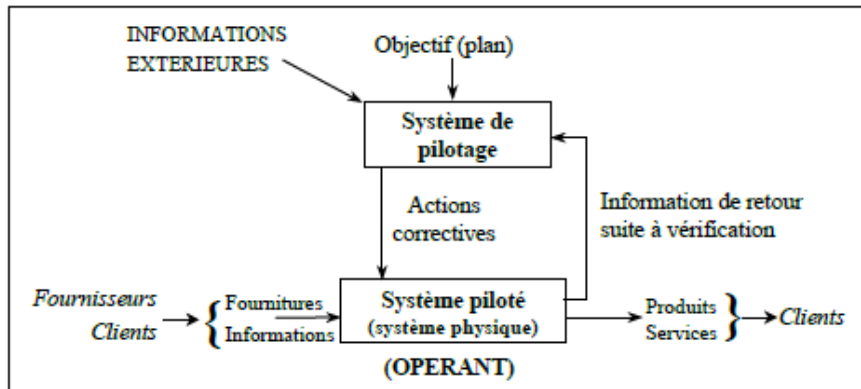 INFORMATIONS
EXTERIEURES
Objectif (plan)
Système de
pilotage
Actions
correctives
Information de retour
suite à vérification
Fournisseurs
Clients
{ Fournitures
Informations
Système piloté
(système physique)
(OPERANT)
Produits
Services }
Clients